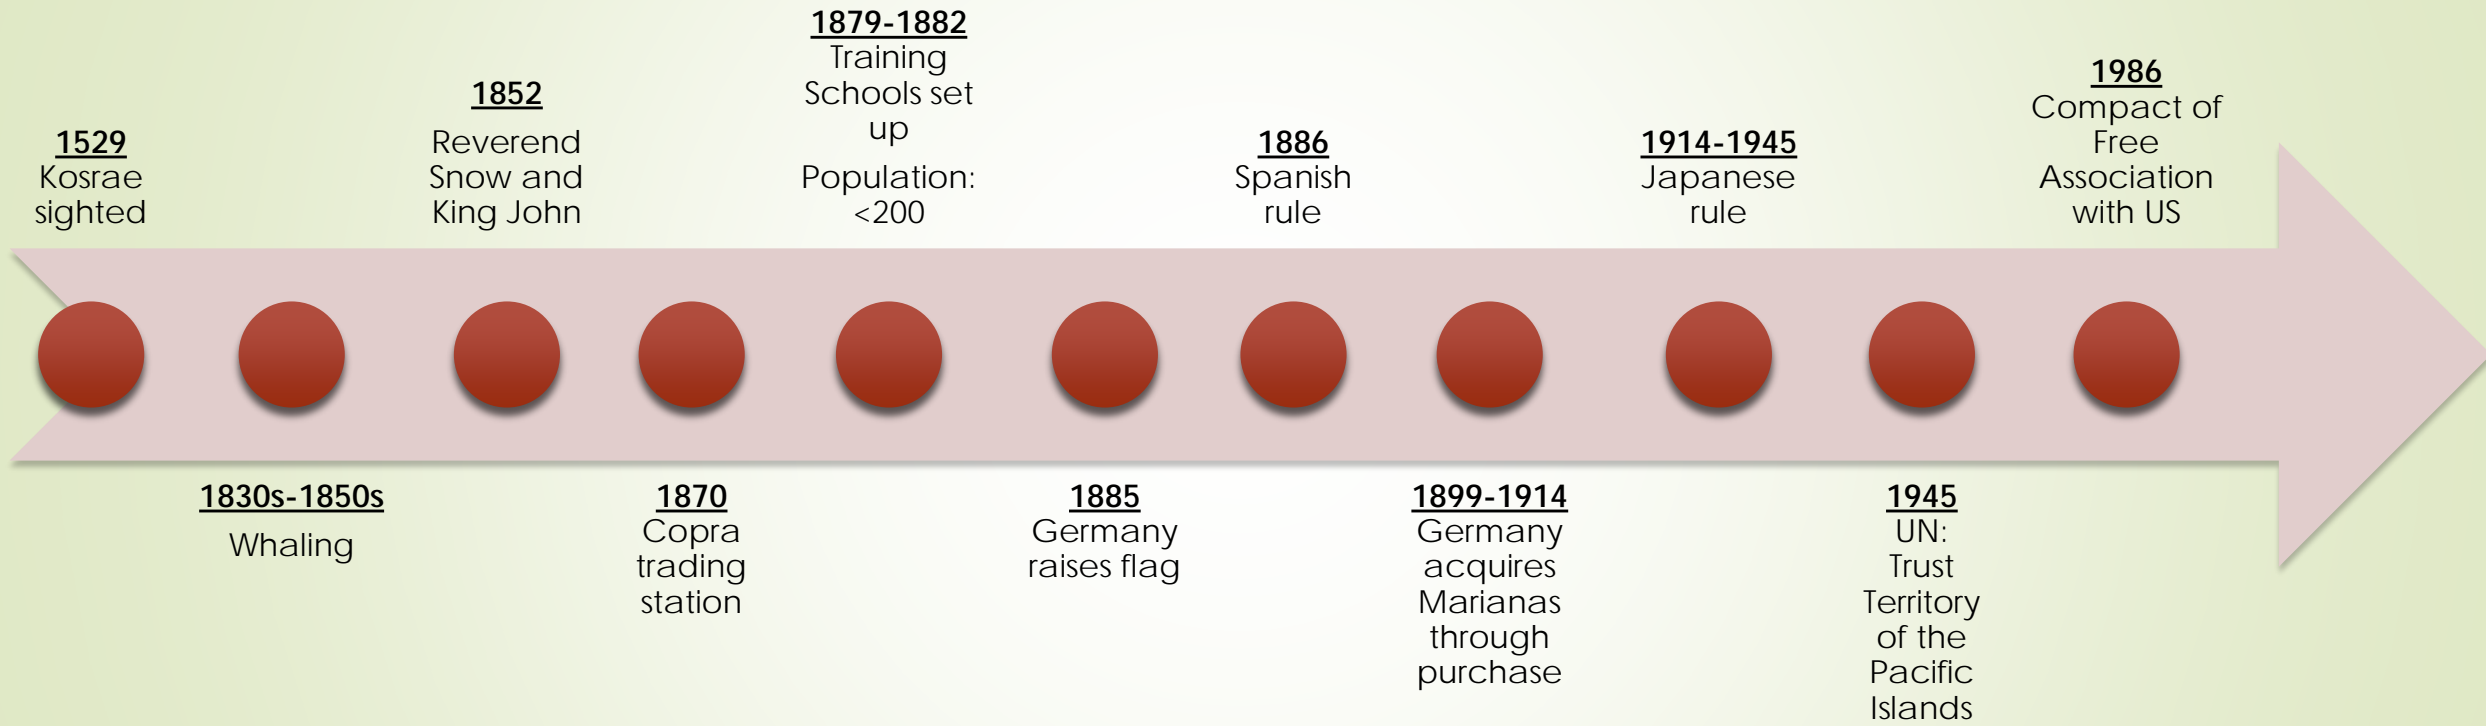 1529
Kosrae
sighted
1830s-1850s
Whaling
1852
Reverend
Snow and
King John
1870
Copra
trading
station
1879-1882
Training
Schools set
up
Population:
<200
1885
Germany
raises flag
1886
Spanish
rule
1899-1914
Germany
acquires
Marianas
through
purchase
1914-1945
Japanese
rule
1945
UN:
Trust
Territory
of the
Pacific
Islands
1986
Compact of
Free
Association
with US